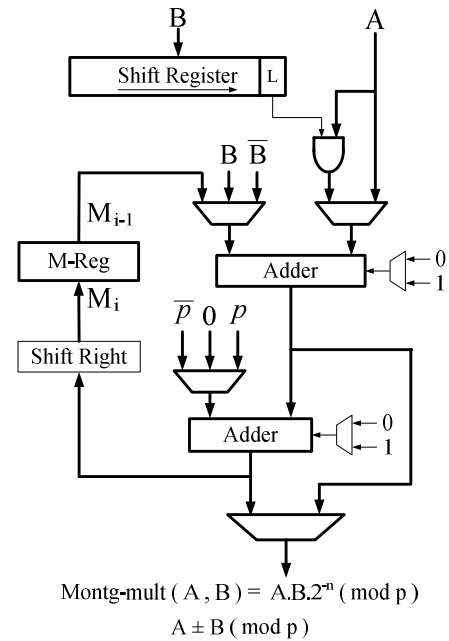 B
A
Shift Register
L
B
B̅
M_{i-1}
M-Reg
Adder
0
1
M_i
p̅
0
p
Shift Right
Adder
0
1
Montg-mult ( A , B ) = A.B.2^{-n} ( mod p )
A ± B ( mod p )